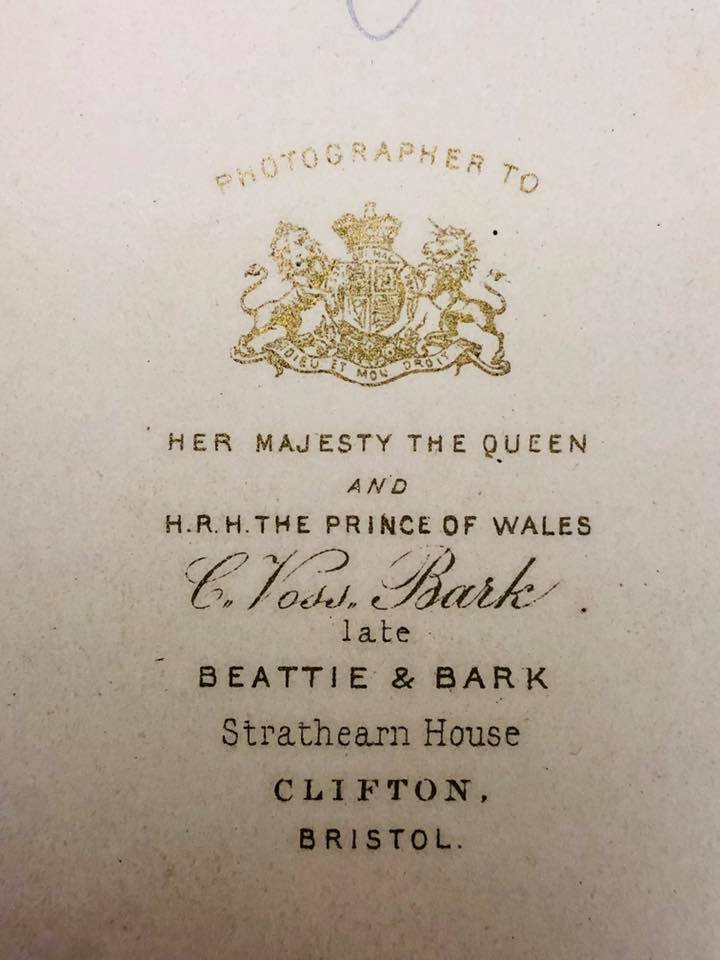 PHOTOGRAPHER TO
DIEU ET MON DROIT
HER MAJESTY THE QUEEN
AND
H.R.H. THE PRINCE OF WALES
C. Voss. Bark.
late
BEATTIE & BARK
Strathearn House
CLIFTON,
BRISTOL.